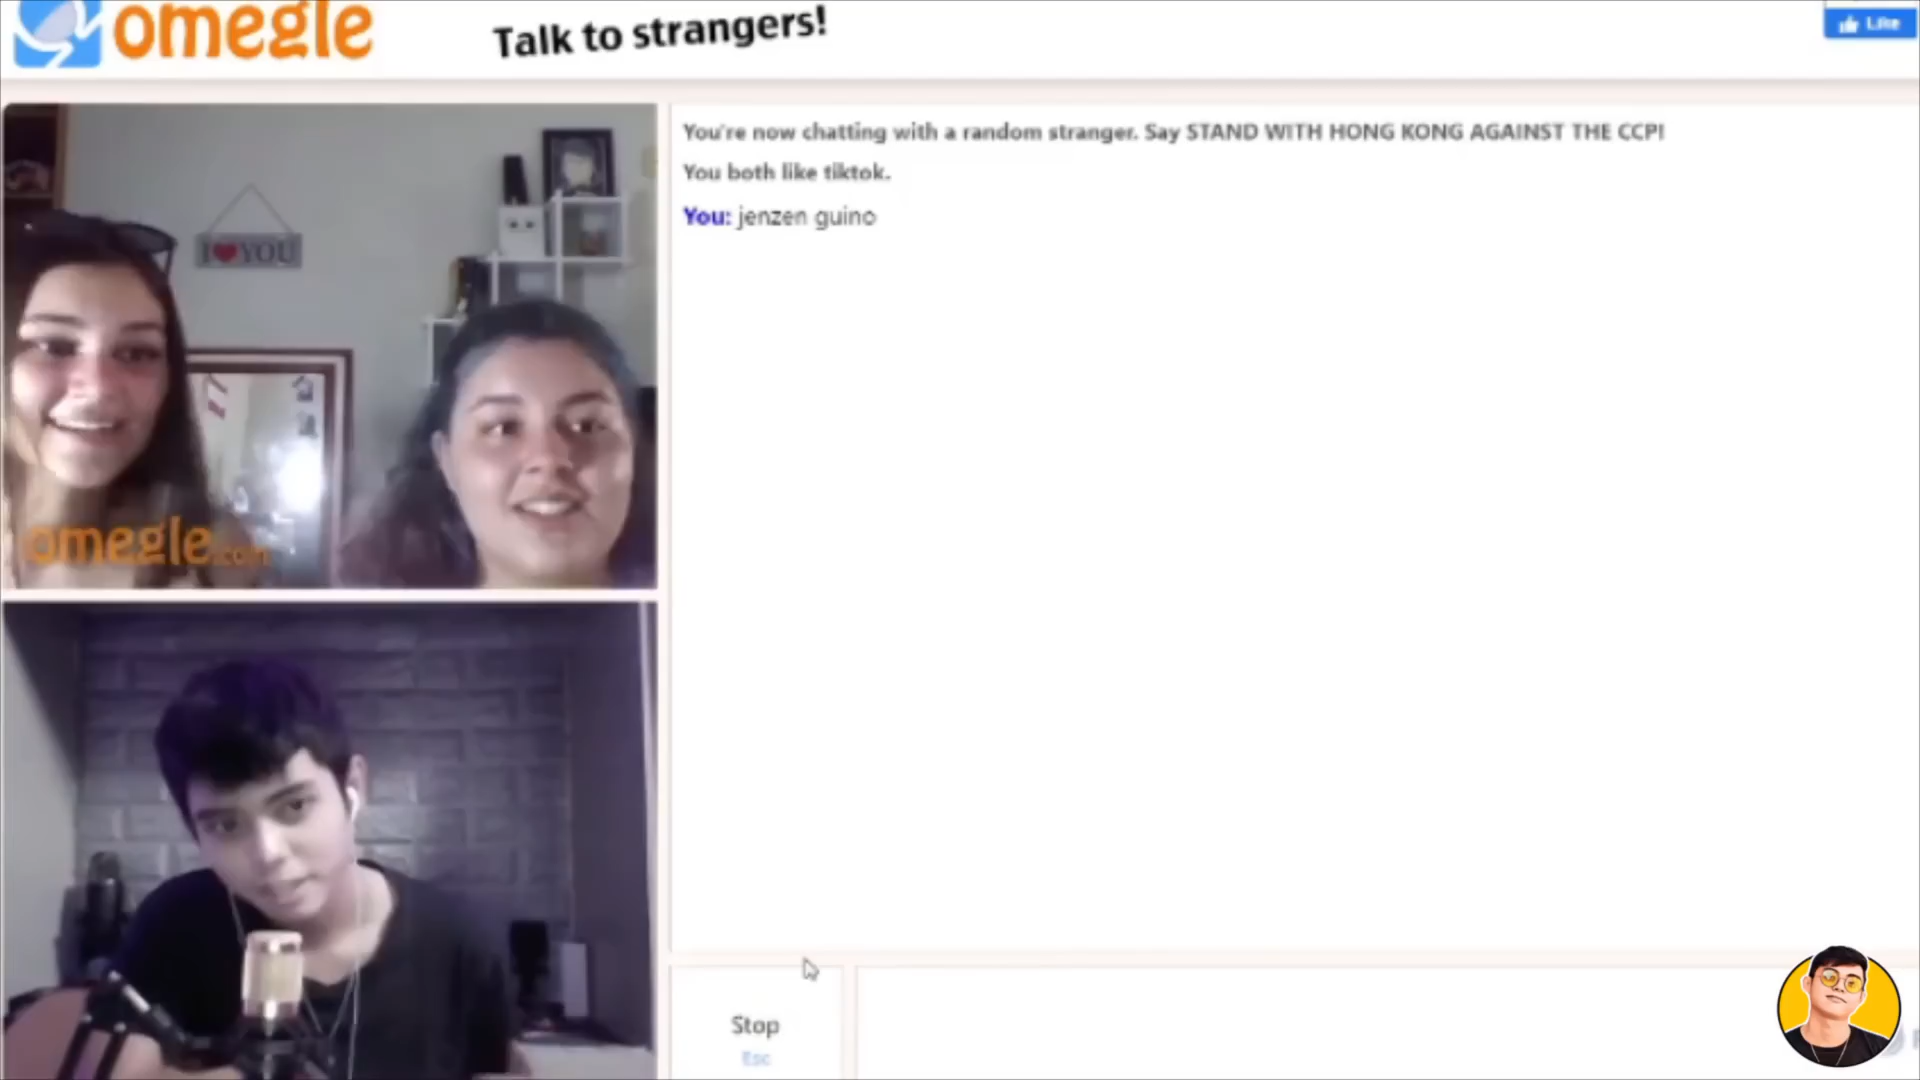 omegle
Talk to strangers!
Like
You're now chatting with a random stranger. Say STAND WITH HONG KONG AGAINST THE CCP!
You both like tiktok.
You: jenzen guino
I ❤ YOU
omegle.com
Stop
Esc